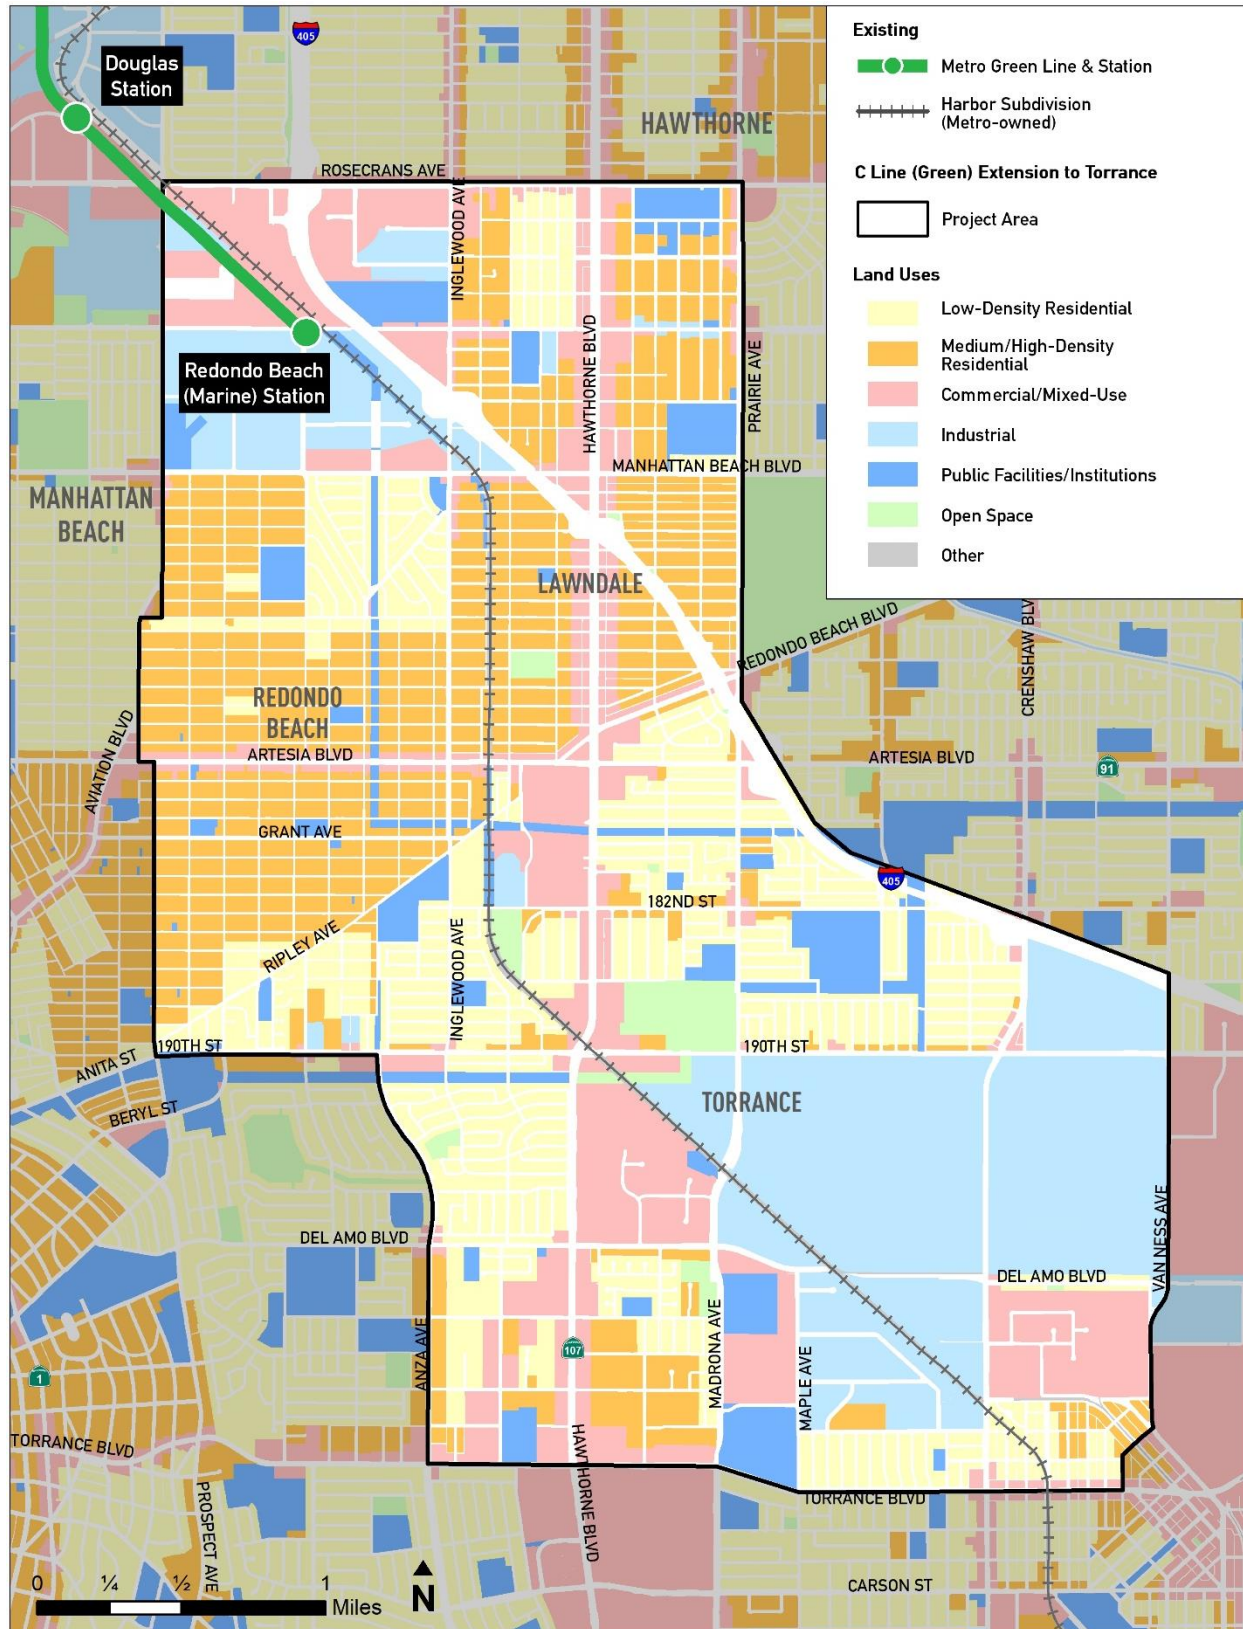 Douglas
Station
405
HAWTHORNE
ROSECRANS AVE
INGLEWOOD AVE
HAWTHORNE BLVD
PRAIRIE AVE
Redondo Beach
(Marine) Station
MANHATTAN BEACH BLVD
MANHATTAN
BEACH
LAWNDALE
REDONDO BEACH BLVD
CRENSHAW BLV
REDONDO
BEACH
ARTESIA BLVD
ARTESIA BLVD
91
AVIATION BLVD
GRANT AVE
405
182ND ST
RIPLEY AVE
INGLEWOOD AVE
190TH ST
190TH ST
ANITA ST
BERYL ST
TORRANCE
DEL AMO BLVD
DEL AMO BLVD
VAN NESS AVE
ANZA AVE
107
MADRONA AVE
MAPLE AVE
1
TORRANCE BLVD
HAWTHORNE BLVD
TORRANCE BLVD
PROSPECT AVE
CARSON ST
0
¼
½
1
Miles
N
Existing
Metro Green Line & Station
Harbor Subdivision
(Metro-owned)
C Line (Green) Extension to Torrance
Project Area
Land Uses
Low-Density Residential
Medium/High-Density
Residential
Commercial/Mixed-Use
Industrial
Public Facilities/Institutions
Open Space
Other